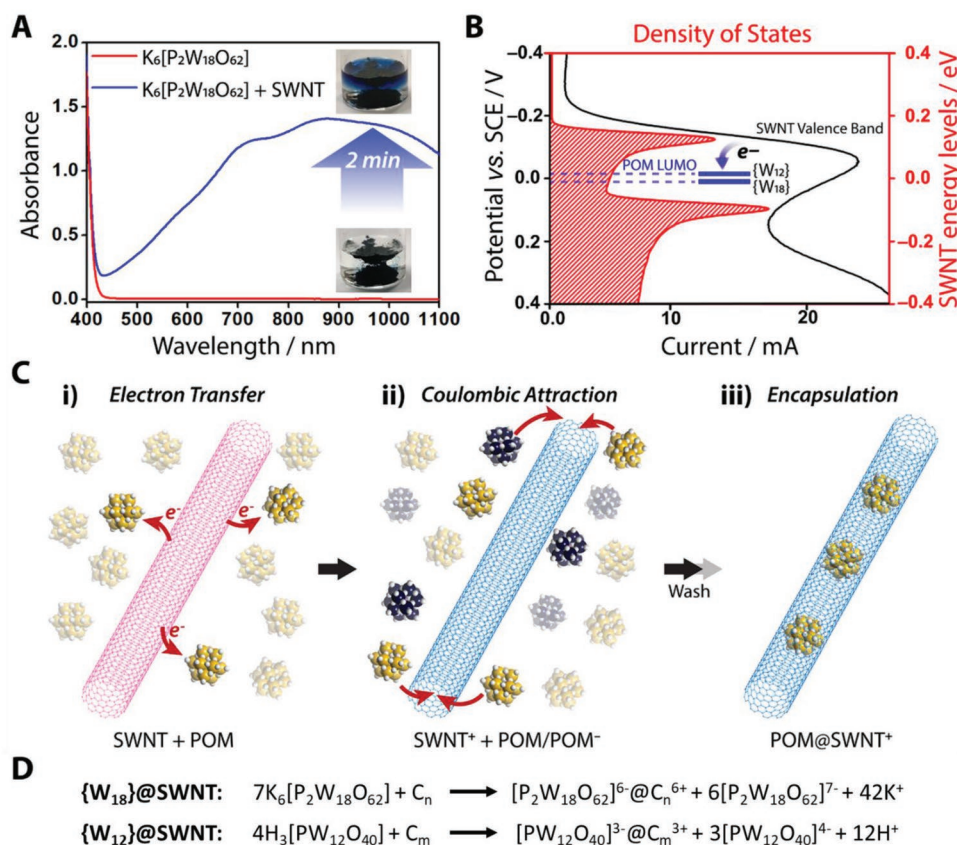 A
K₆[P₂W₁₈O₆₂]
K₆[P₂W₁₈O₆₂] + SWNT
2 min
Absorbance
2.0
1.5
1.0
0.5
0.0
400 500 600 700 800 900 1000 1100
Wavelength / nm
B
Density of States
Potential vs. SCE / V
−0.4
−0.2
0.0
0.2
0.4
SWNT Valence Band
e−
POM LUMO
{W₁₂}
{W₁₈}
0.4
0.2
0.0
−0.2
−0.4
SWNT energy levels / eV
0.0 10 20
Current / mA
C
i) Electron Transfer
e-
e-
e-
SWNT + POM
ii) Coulombic Attraction
SWNT⁺ + POM/POM⁻
Wash
iii) Encapsulation
POM@SWNT⁺
D
{W₁₈}@SWNT: 7K₆[P₂W₁₈O₆₂] + Cₙ → [P₂W₁₈O₆₂]⁶⁻@Cₙ⁶⁺ + 6[P₂W₁₈O₆₂]⁷⁻ + 42K⁺
{W₁₂}@SWNT: 4H₃[PW₁₂O₄₀] + Cₘ → [PW₁₂O₄₀]³⁻@Cₘ³⁺ + 3[PW₁₂O₄₀]⁴⁻ + 12H⁺